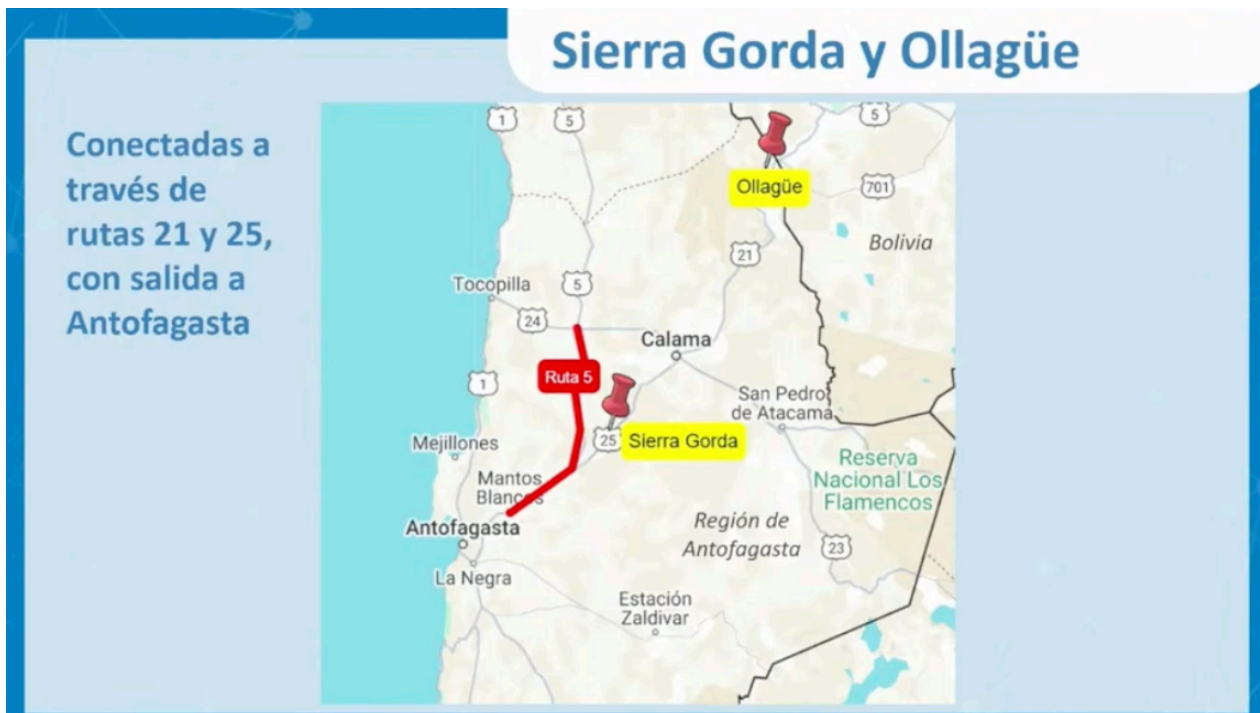 Sierra Gorda y Ollagüe
Conectadas a
través de
rutas 21 y 25,
con salida a
Antofagasta
1
5
5
Ollagüe
701
Bolivia
21
Tocopilla
5
24
Calama
Ruta 5
1
San Pedro
de Atacama
25
Sierra Gorda
Mejillones
Reserva
Nacional Los
Flamencos
Mantos
Blancos
Antofagasta
Región de
Antofagasta
23
La Negra
Estación
Zaldivar